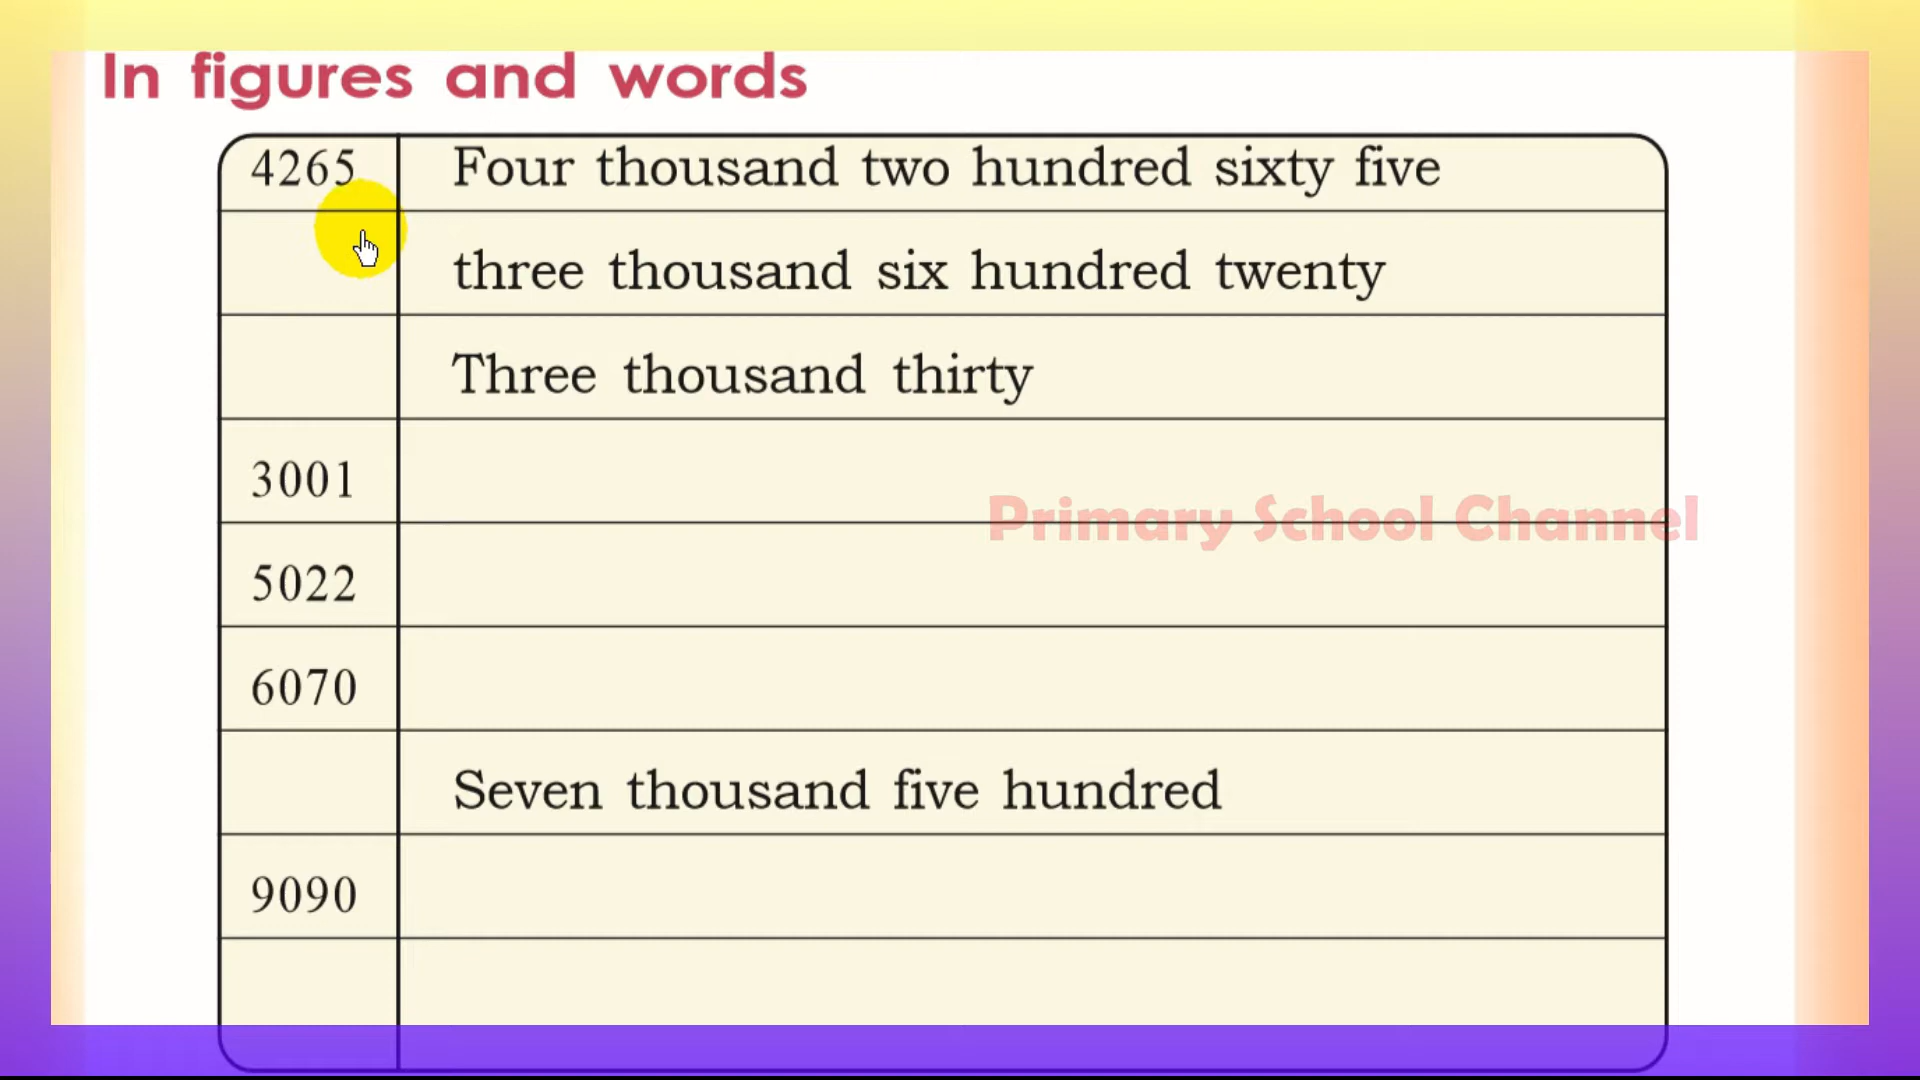 In figures and words
4265 Four thousand two hundred sixty five
three thousand six hundred twenty
Three thousand thirty
3001
Primary School Channel
5022
6070
Seven thousand five hundred
9090